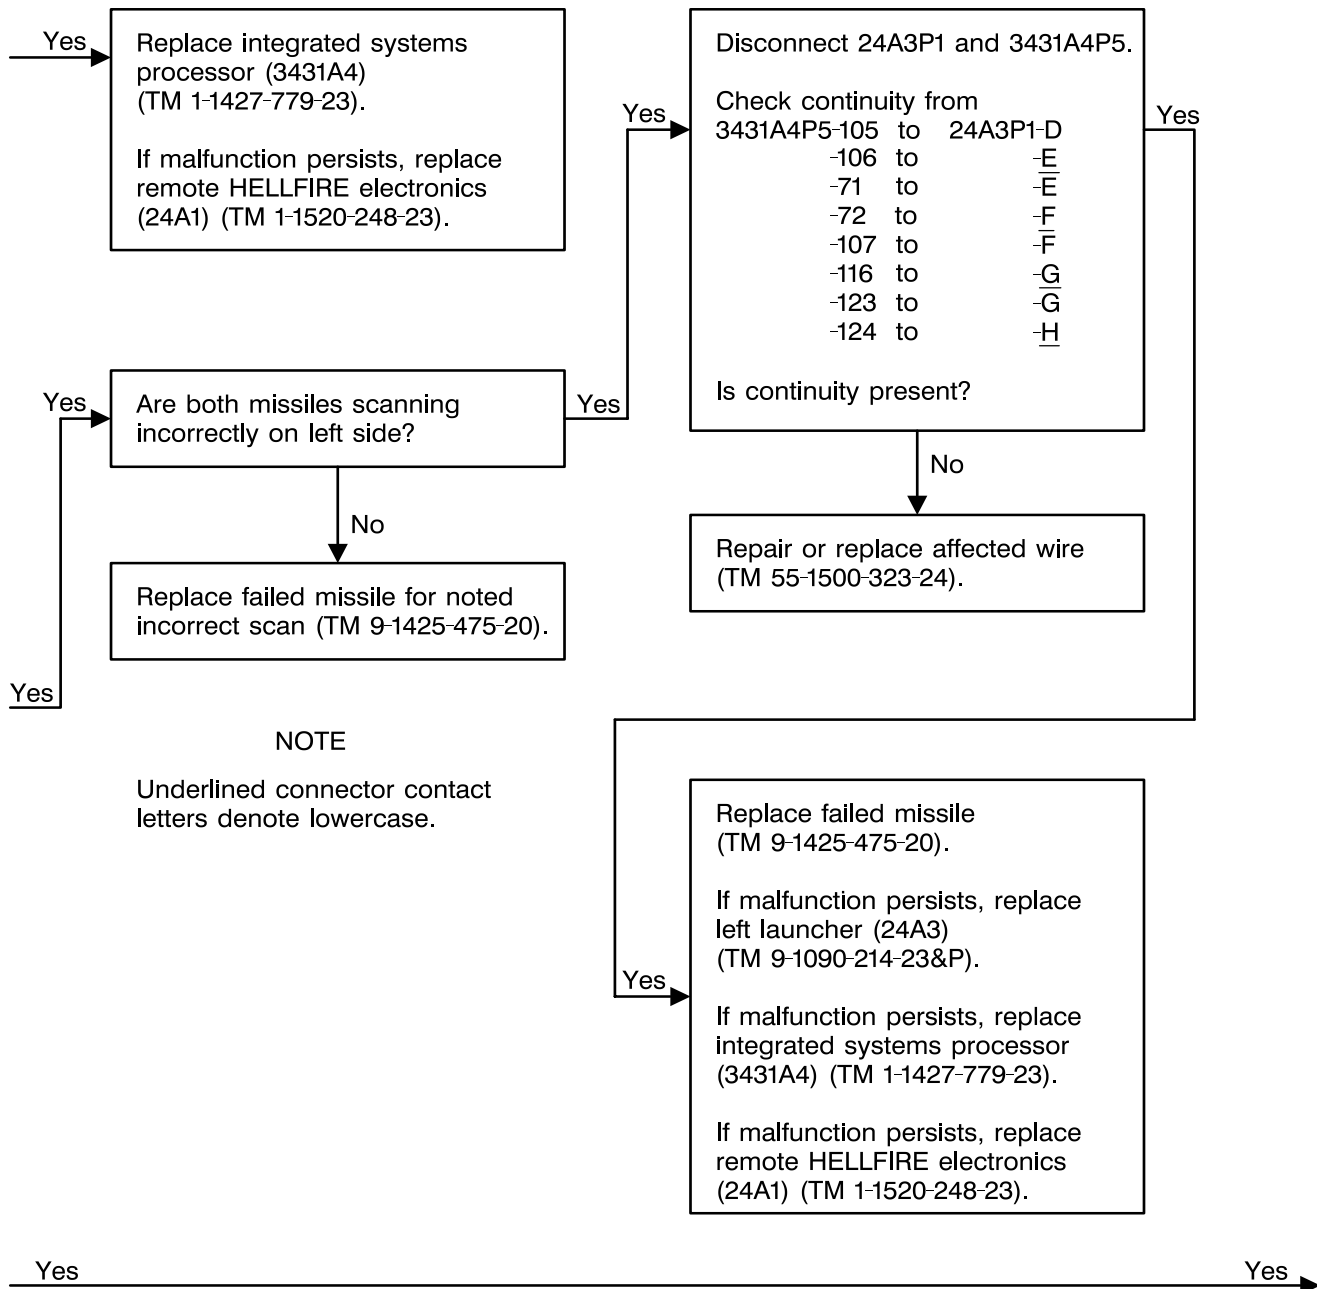 Yes
Replace integrated systems
processor (3431A4)
(TM 1-1427-779-23).
If malfunction persists, replace
remote HELLFIRE electronics
(24A1) (TM 1-1520-248-23).
Yes
Are both missiles scanning
incorrectly on left side?
Yes
No
Replace failed missile for noted
incorrect scan (TM 9-1425-475-20).
Yes
NOTE
Underlined connector contact
letters denote lowercase.
Yes
Disconnect 24A3P1 and 3431A4P5.
Check continuity from
3431A4P5-105 to 24A3P1-D
-106 to -E
-71 to -E
-72 to -F
-107 to -F
-116 to -G
-123 to -G
-124 to -H
Is continuity present?
Yes
No
Repair or replace affected wire
(TM 55-1500-323-24).
Yes
Replace failed missile
(TM 9-1425-475-20).
If malfunction persists, replace
left launcher (24A3)
(TM 9-1090-214-23&P).
If malfunction persists, replace
integrated systems processor
(3431A4) (TM 1-1427-779-23).
If malfunction persists, replace
remote HELLFIRE electronics
(24A1) (TM 1-1520-248-23).
Yes
Yes